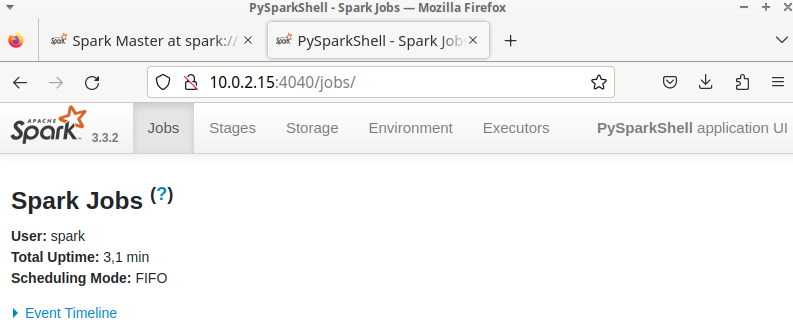 PySparkShell - Spark Jobs — Mozilla Firefox
Spark Master at spark://
PySparkShell - Spark Job
10.0.2.15:4040/jobs/
APACHE
Spark 3.3.2
Jobs
Stages
Storage
Environment
Executors
PySparkShell application UI
Spark Jobs (?)
User: spark
Total Uptime: 3,1 min
Scheduling Mode: FIFO
Event Timeline